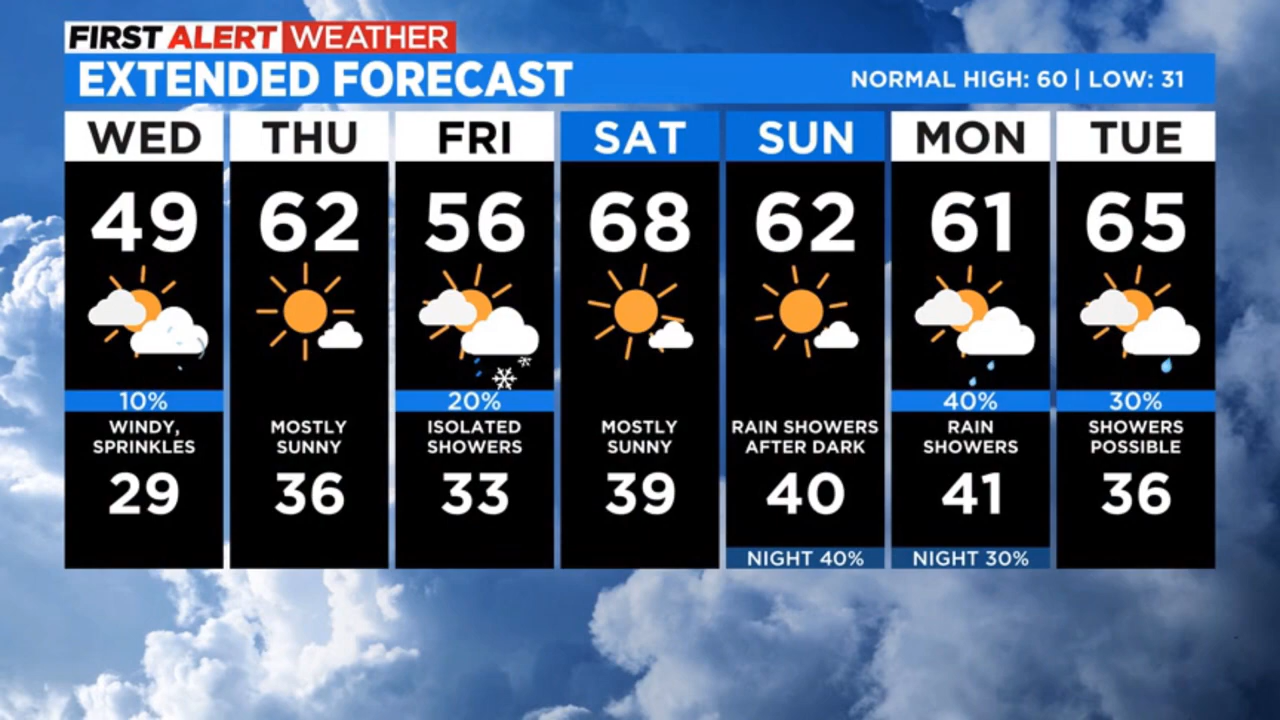 FIRST ALERT WEATHER
EXTENDED FORECAST
NORMAL HIGH: 60 | LOW: 31
WED
49
10%
WINDY,
SPRINKLES
29
THU
62
MOSTLY
SUNNY
36
FRI
56
20%
ISOLATED
SHOWERS
33
SAT
68
MOSTLY
SUNNY
39
SUN
62
RAIN SHOWERS
AFTER DARK
40
NIGHT 40%
MON
61
40%
RAIN
SHOWERS
41
NIGHT 30%
TUE
65
30%
SHOWERS
POSSIBLE
36